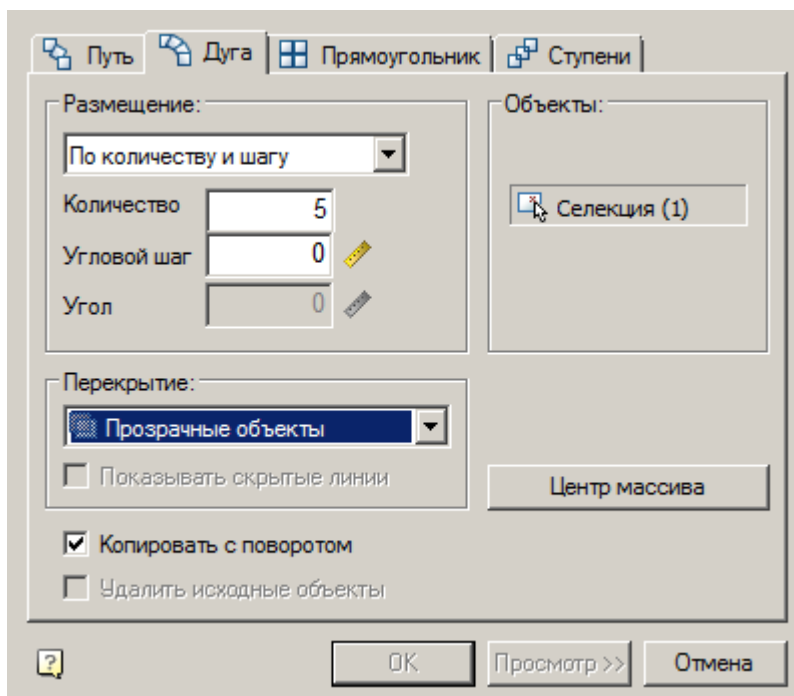 Путь Дуга Прямоугольник Ступени
Размещение: Объекты:
По количеству и шагу
Количество 5 Селекция (1)
Угловой шаг 0
Угол 0
Перекрытие:
Прозрачные объекты
Показывать скрытые линии Центр массива
Копировать с поворотом
Удалить исходные объекты
? OK Просмотр >> Отмена